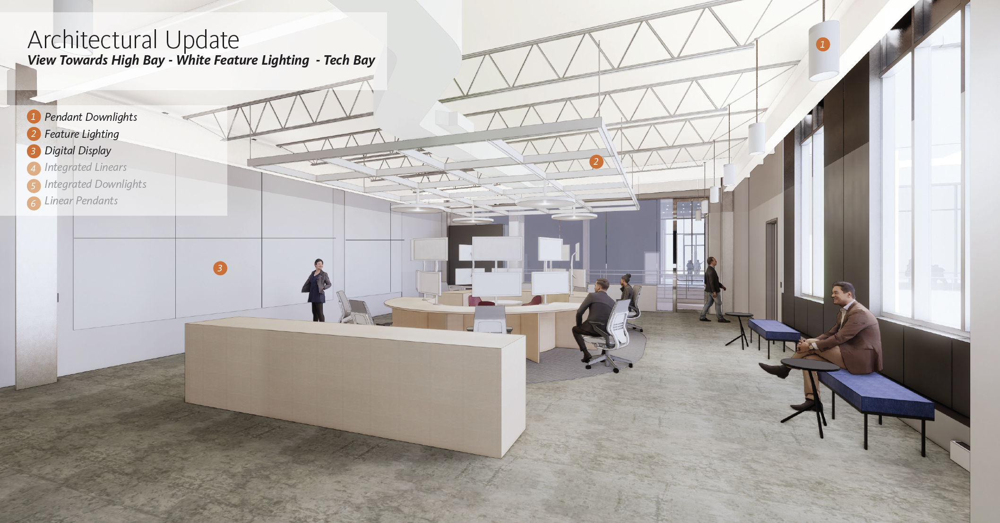 Architectural Update
View Towards High Bay - White Feature Lighting - Tech Bay
1 Pendant Downlights
2 Feature Lighting
3 Digital Display
4 Integrated Linears
5 Integrated Downlights
6 Linear Pendants
1
2
3